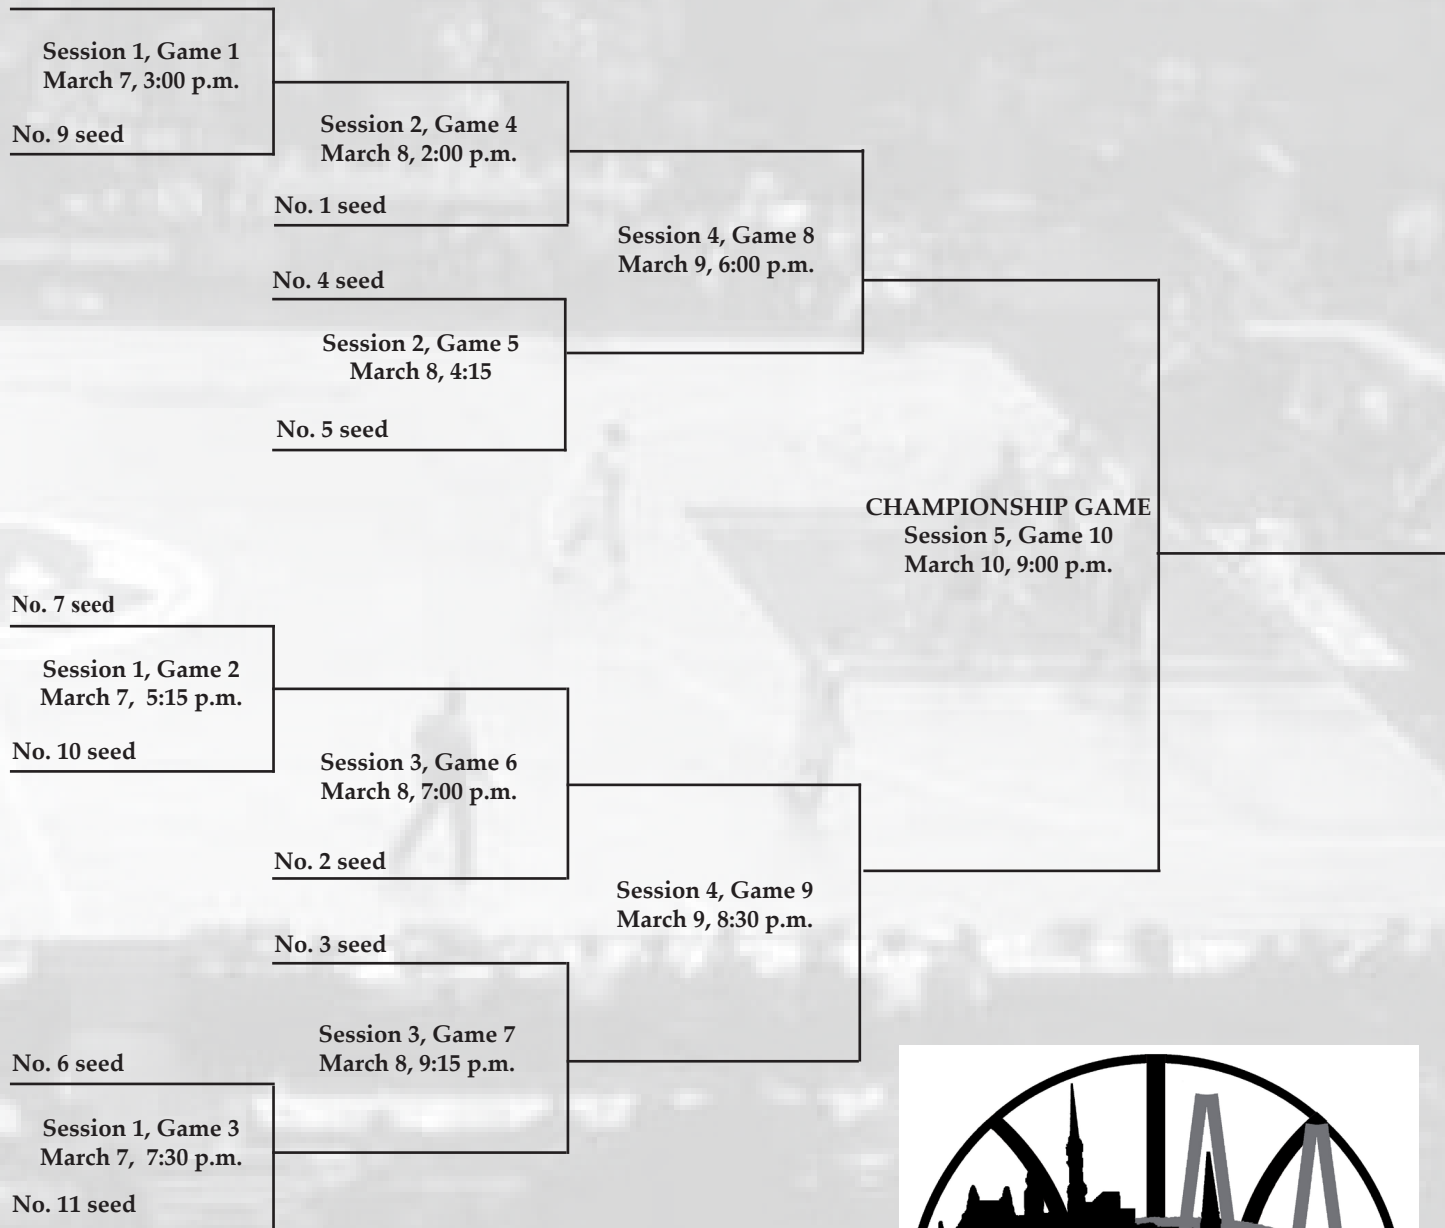 Session 1, Game 1
March 7, 3:00 p.m.
No. 9 seed
Session 2, Game 4
March 8, 2:00 p.m.
No. 1 seed
Session 4, Game 8
March 9, 6:00 p.m.
No. 4 seed
Session 2, Game 5
March 8, 4:15
No. 5 seed
CHAMPIONSHIP GAME
Session 5, Game 10
March 10, 9:00 p.m.
No. 7 seed
Session 1, Game 2
March 7, 5:15 p.m.
No. 10 seed
Session 3, Game 6
March 8, 7:00 p.m.
No. 2 seed
Session 4, Game 9
March 9, 8:30 p.m.
No. 3 seed
Session 3, Game 7
March 8, 9:15 p.m.
No. 6 seed
Session 1, Game 3
March 7, 7:30 p.m.
No. 11 seed